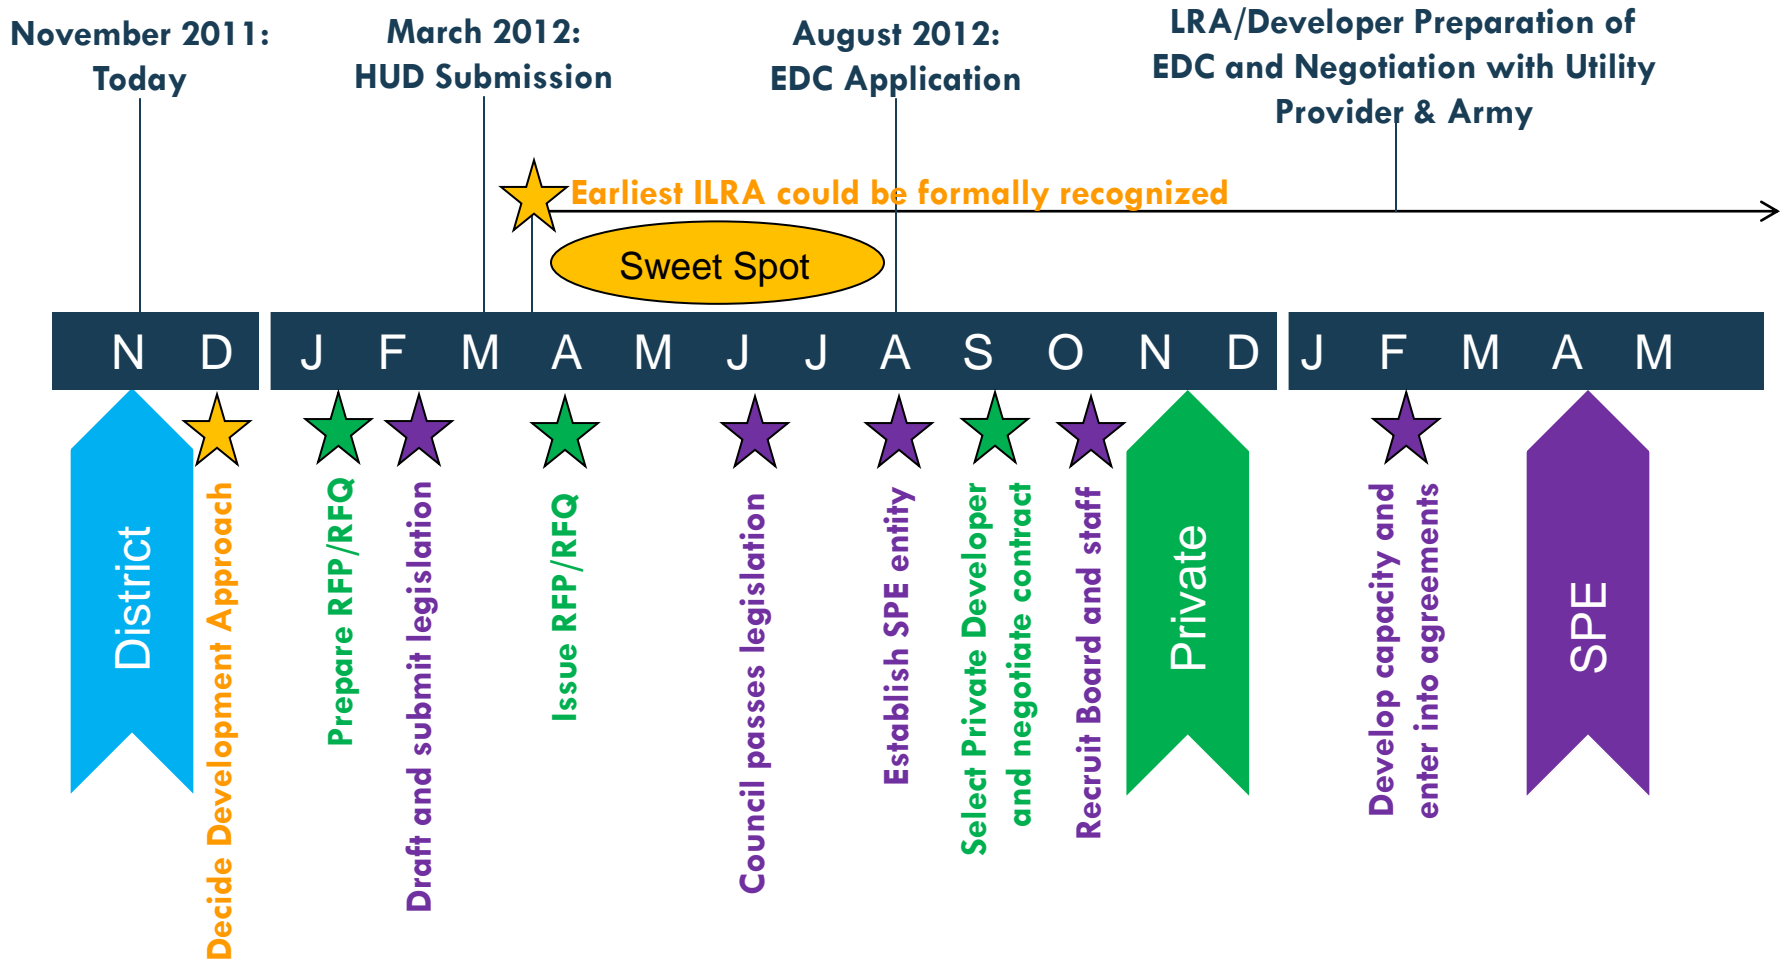 November 2011:
Today
March 2012:
HUD Submission
August 2012:
EDC Application
LRA/Developer Preparation of
EDC and Negotiation with Utility
Provider & Army
Earliest ILRA could be formally recognized
Sweet Spot
N D J F M A M J J A S O N D J F M A M
District
Decide Development Approach
Prepare RFP/RFQ
Draft and submit legislation
Issue RFP/RFQ
Council passes legislation
Establish SPE entity
Select Private Developer
and negotiate contract
Recruit Board and staff
Private
Develop capacity and
enter into agreements
SPE